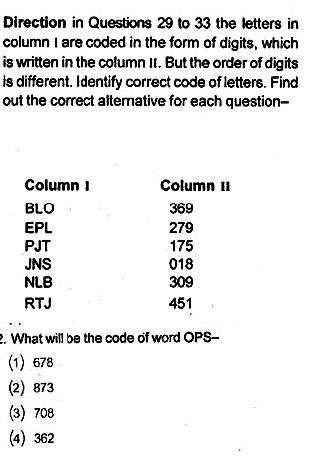 Direction in Questions 29 to 33 the letters in
column I are coded in the form of digits, which
is written in the column II. But the order of digits
is different. Identify correct code of letters. Find
out the correct alternative for each question–
Column I Column II
BLO 369
EPL 279
PJT 175
JNS 018
NLB 309
RTJ 451
2. What will be the code of word OPS–
(1) 678
(2) 873
(3) 708
(4) 362